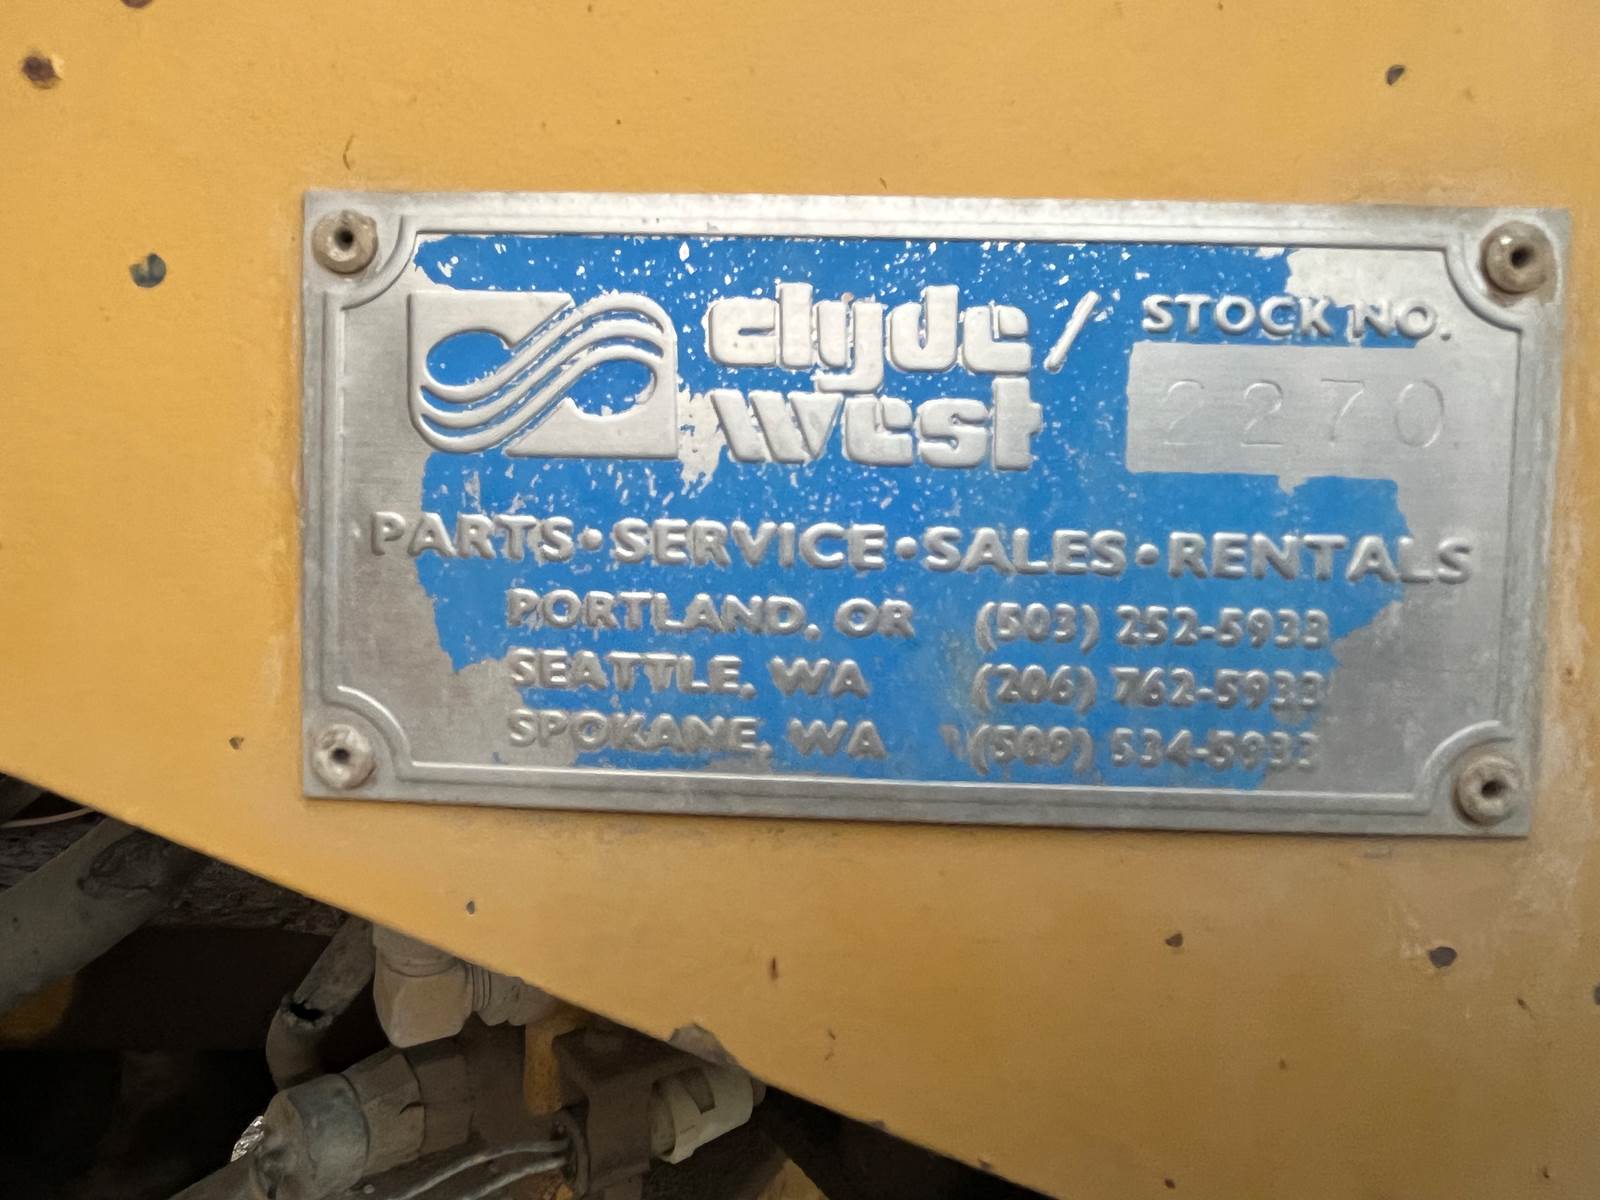 clyde/
west
STOCK NO.
2270
PARTS•SERVICE•SALES•RENTALS
PORTLAND, OR (503) 252-5933
SEATTLE, WA (206) 762-5933
SPOKANE, WA (509) 534-5933